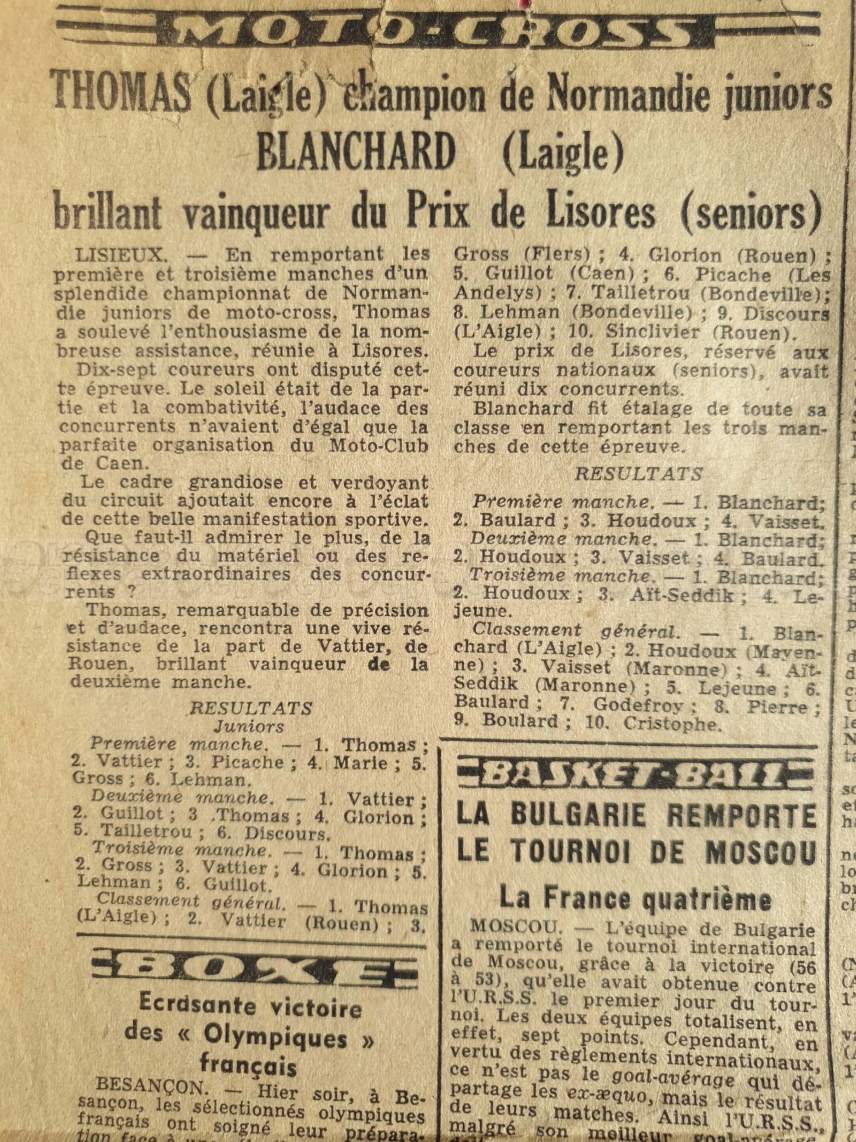 MOTO-CROSS
THOMAS (Laigle) champion de Normandie juniors
BLANCHARD (Laigle)
brillant vainqueur du Prix de Lisores (seniors)
LISIEUX. — En remportant les
première et troisième manches d'un
splendide championnat de Norman-
die juniors de moto-cross, Thomas
a soulevé l'enthousiasme de la nom-
breuse assistance, réunie à Lisores.
Dix-sept coureurs ont disputé cet-
te épreuve. Le soleil était de la par-
tie et la combativité, l'audace des
concurrents n'avaient d'égal que la
parfaite organisation du Moto-Club
de Caen.
Le cadre grandiose et verdoyant
du circuit ajoutait encore à l'éclat
de cette belle manifestation sportive.
Que faut-il admirer le plus, de la
résistance du matériel ou des re-
flexes extraordinaires des concur-
rents ?
Thomas, remarquable de précision
et d'audace, rencontra une vive ré-
sistance de la part de Vattier, de
Rouen, brillant vainqueur de la
deuxième manche.
RESULTATS
Juniors
Première manche. — 1. Thomas ;
2. Vattier ; 3. Picache ; 4. Marie ; 5.
Gross ; 6. Lehman.
Deuxième manche. — 1. Vattier ;
2. Guillot ; 3 .Thomas ; 4. Glorion ;
5. Tailletrou ; 6. Discours.
Troisième manche. — 1. Thomas ;
2. Gross ; 3. Vattier ; 4. Glorion ; 5.
Lehman ; 6. Guillot.
Classement général. — 1. Thomas
(L'Aigle) ; 2. Vattier (Rouen) ; 3.
Gross (Flers) ; 4. Glorion (Rouen) ;
5. Guillot (Caen) ; 6. Picache (Les
Andelys) ; 7. Tailletrou (Bondeville);
8. Lehman (Bondeville) ; 9. Discours
(L'Aigle) ; 10. Sinclivier (Rouen).
Le prix de Lisores, réservé aux
coureurs nationaux (seniors), avait
réuni dix concurrents.
Blanchard fit étalage de toute sa
classe en remportant les trois man-
ches de cette épreuve.
RESULTATS
Première manche. — 1. Blanchard;
2. Baulard ; 3. Houdoux ; 4. Vaisset.
Deuxième manche. — 1. Blanchard;
2. Houdoux ; 3. Vaisset ; 4. Baulard.
Troisième manche. — 1. Blanchard;
2. Houdoux ; 3. Aït-Seddik ; 4. Le-
jeune.
Classement général. — 1. Blan-
chard (L'Aigle) ; 2. Houdoux (Mayen-
ne) ; 3. Vaisset (Maronne) ; 4. Aït-
Seddik (Maronne) ; 5. Lejeune ; 6.
Baulard ; 7. Godefroy ; 8. Pierre ;
9. Boulard ; 10. Cristophe.
BOXE
Ecrasante victoire
des « Olympiques »
français
BESANÇON. — Hier soir, à Be-
sançon, les sélectionnés olympiques
français ont soigné leur prépara-
tion face à une
BASKET-BALL
LA BULGARIE REMPORTE
LE TOURNOI DE MOSCOU
La France quatrième
MOSCOU. — L'équipe de Bulgarie
a remporté le tournoi international
de Moscou, grâce à la victoire (56
à 53), qu'elle avait obtenue contre
l'U.R.S.S. le premier jour du tour-
noi. Les deux équipes totalisent, en
effet, sept points. Cependant, en
vertu des règlements internationaux,
ce n'est pas le goal-avérage qui dé-
partage les ex-æquo, mais le résultat
de leurs matches. Ainsi l'U.R.S.S.,
malgré son meilleur